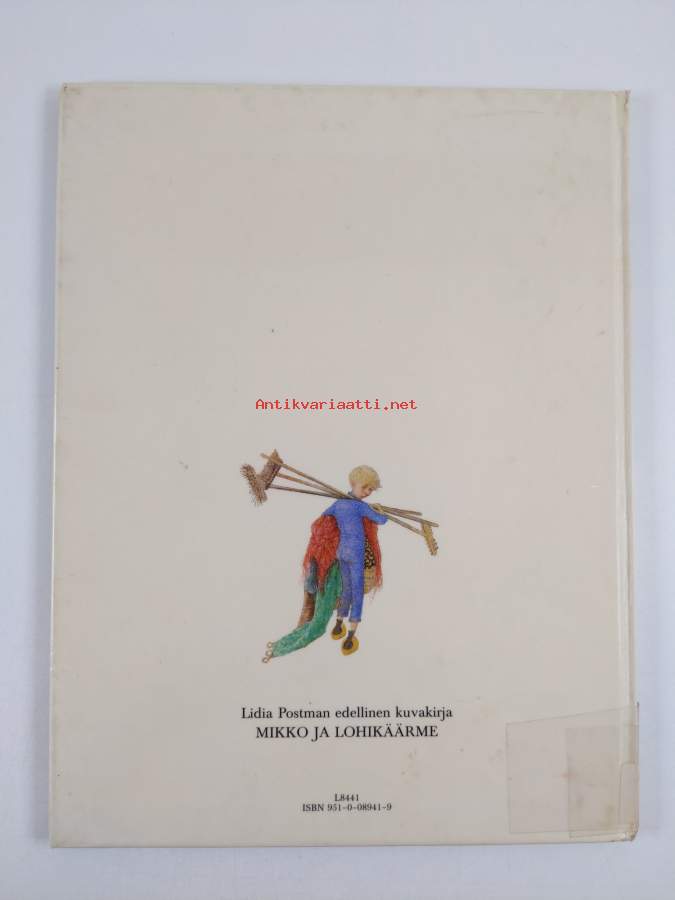 Antikvariaatti.net
Lidia Postman edellinen kuvakirja
MIKKO JA LOHIKÄÄRME
L8441
ISBN 951-0-08941-9